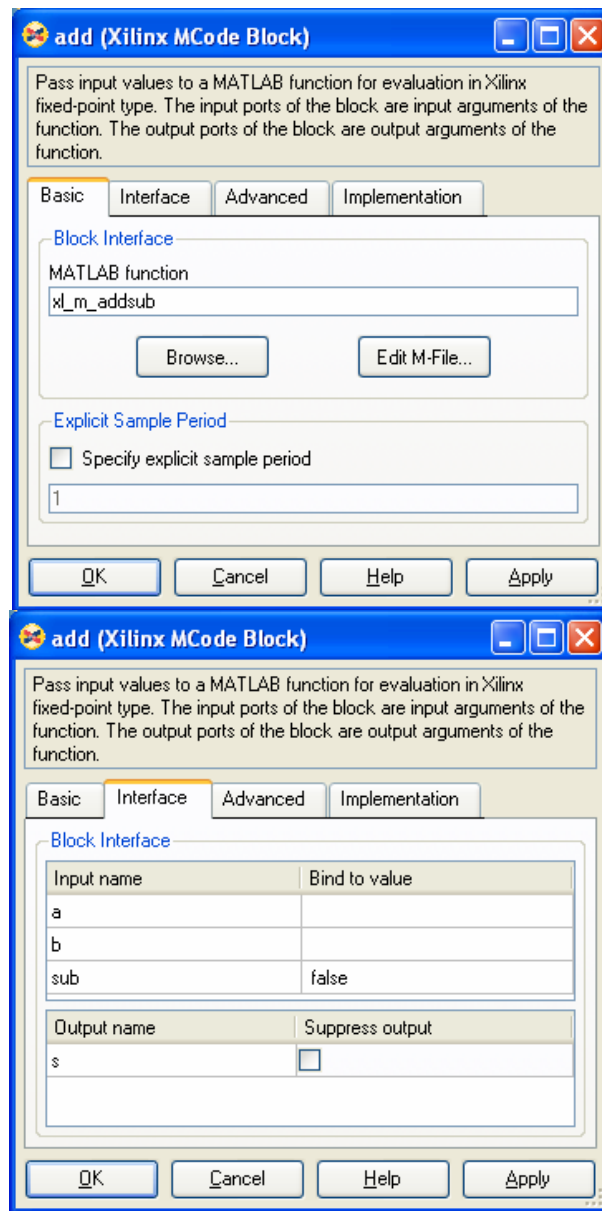 add (Xilinx MCode Block)
Pass input values to a MATLAB function for evaluation in Xilinx
fixed-point type. The input ports of the block are input arguments of the
function. The output ports of the block are output arguments of the
function.
Basic Interface Advanced Implementation
Block Interface
MATLAB function
xl_m_addsub
Browse... Edit M-File...
Explicit Sample Period
Specify explicit sample period
1
OK Cancel Help Apply
add (Xilinx MCode Block)
Pass input values to a MATLAB function for evaluation in Xilinx
fixed-point type. The input ports of the block are input arguments of the
function. The output ports of the block are output arguments of the
function.
Basic Interface Advanced Implementation
Block Interface
Input name Bind to value
a
b
sub false
Output name Suppress output
s
OK Cancel Help Apply